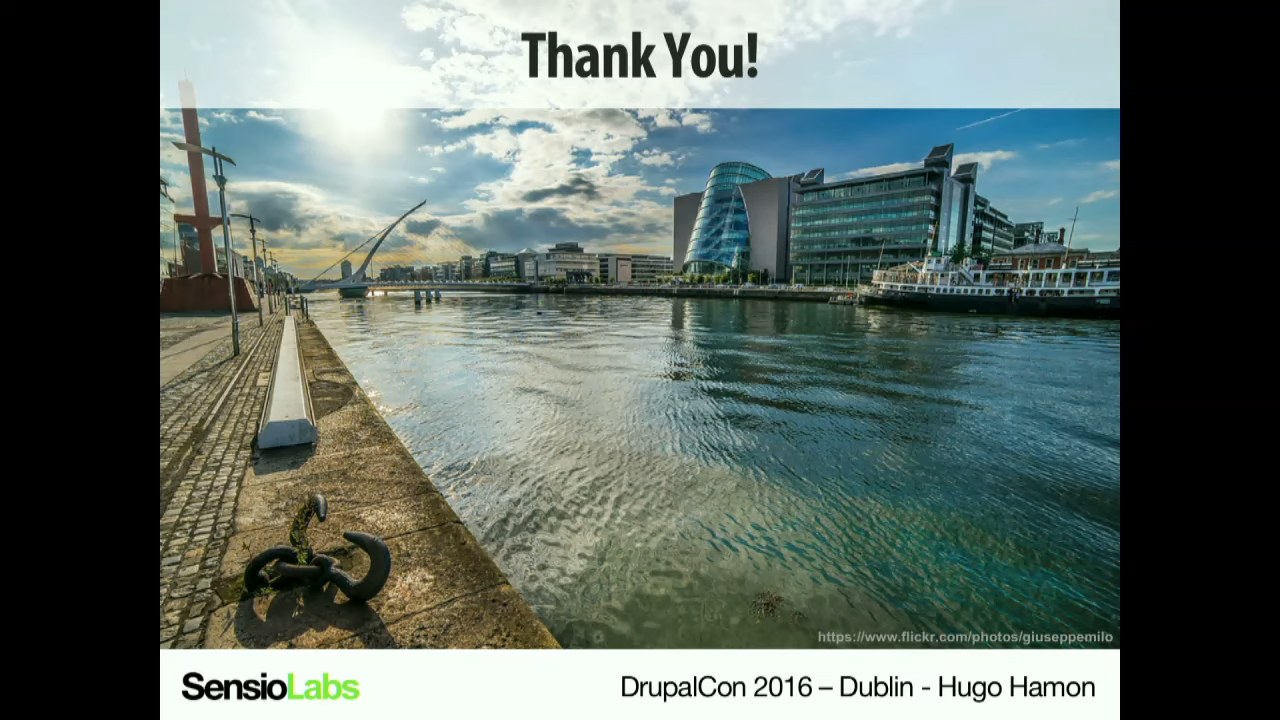 Thank You!
https://www.flickr.com/photos/giuseppemilo
SensioLabs
DrupalCon 2016 – Dublin - Hugo Hamon